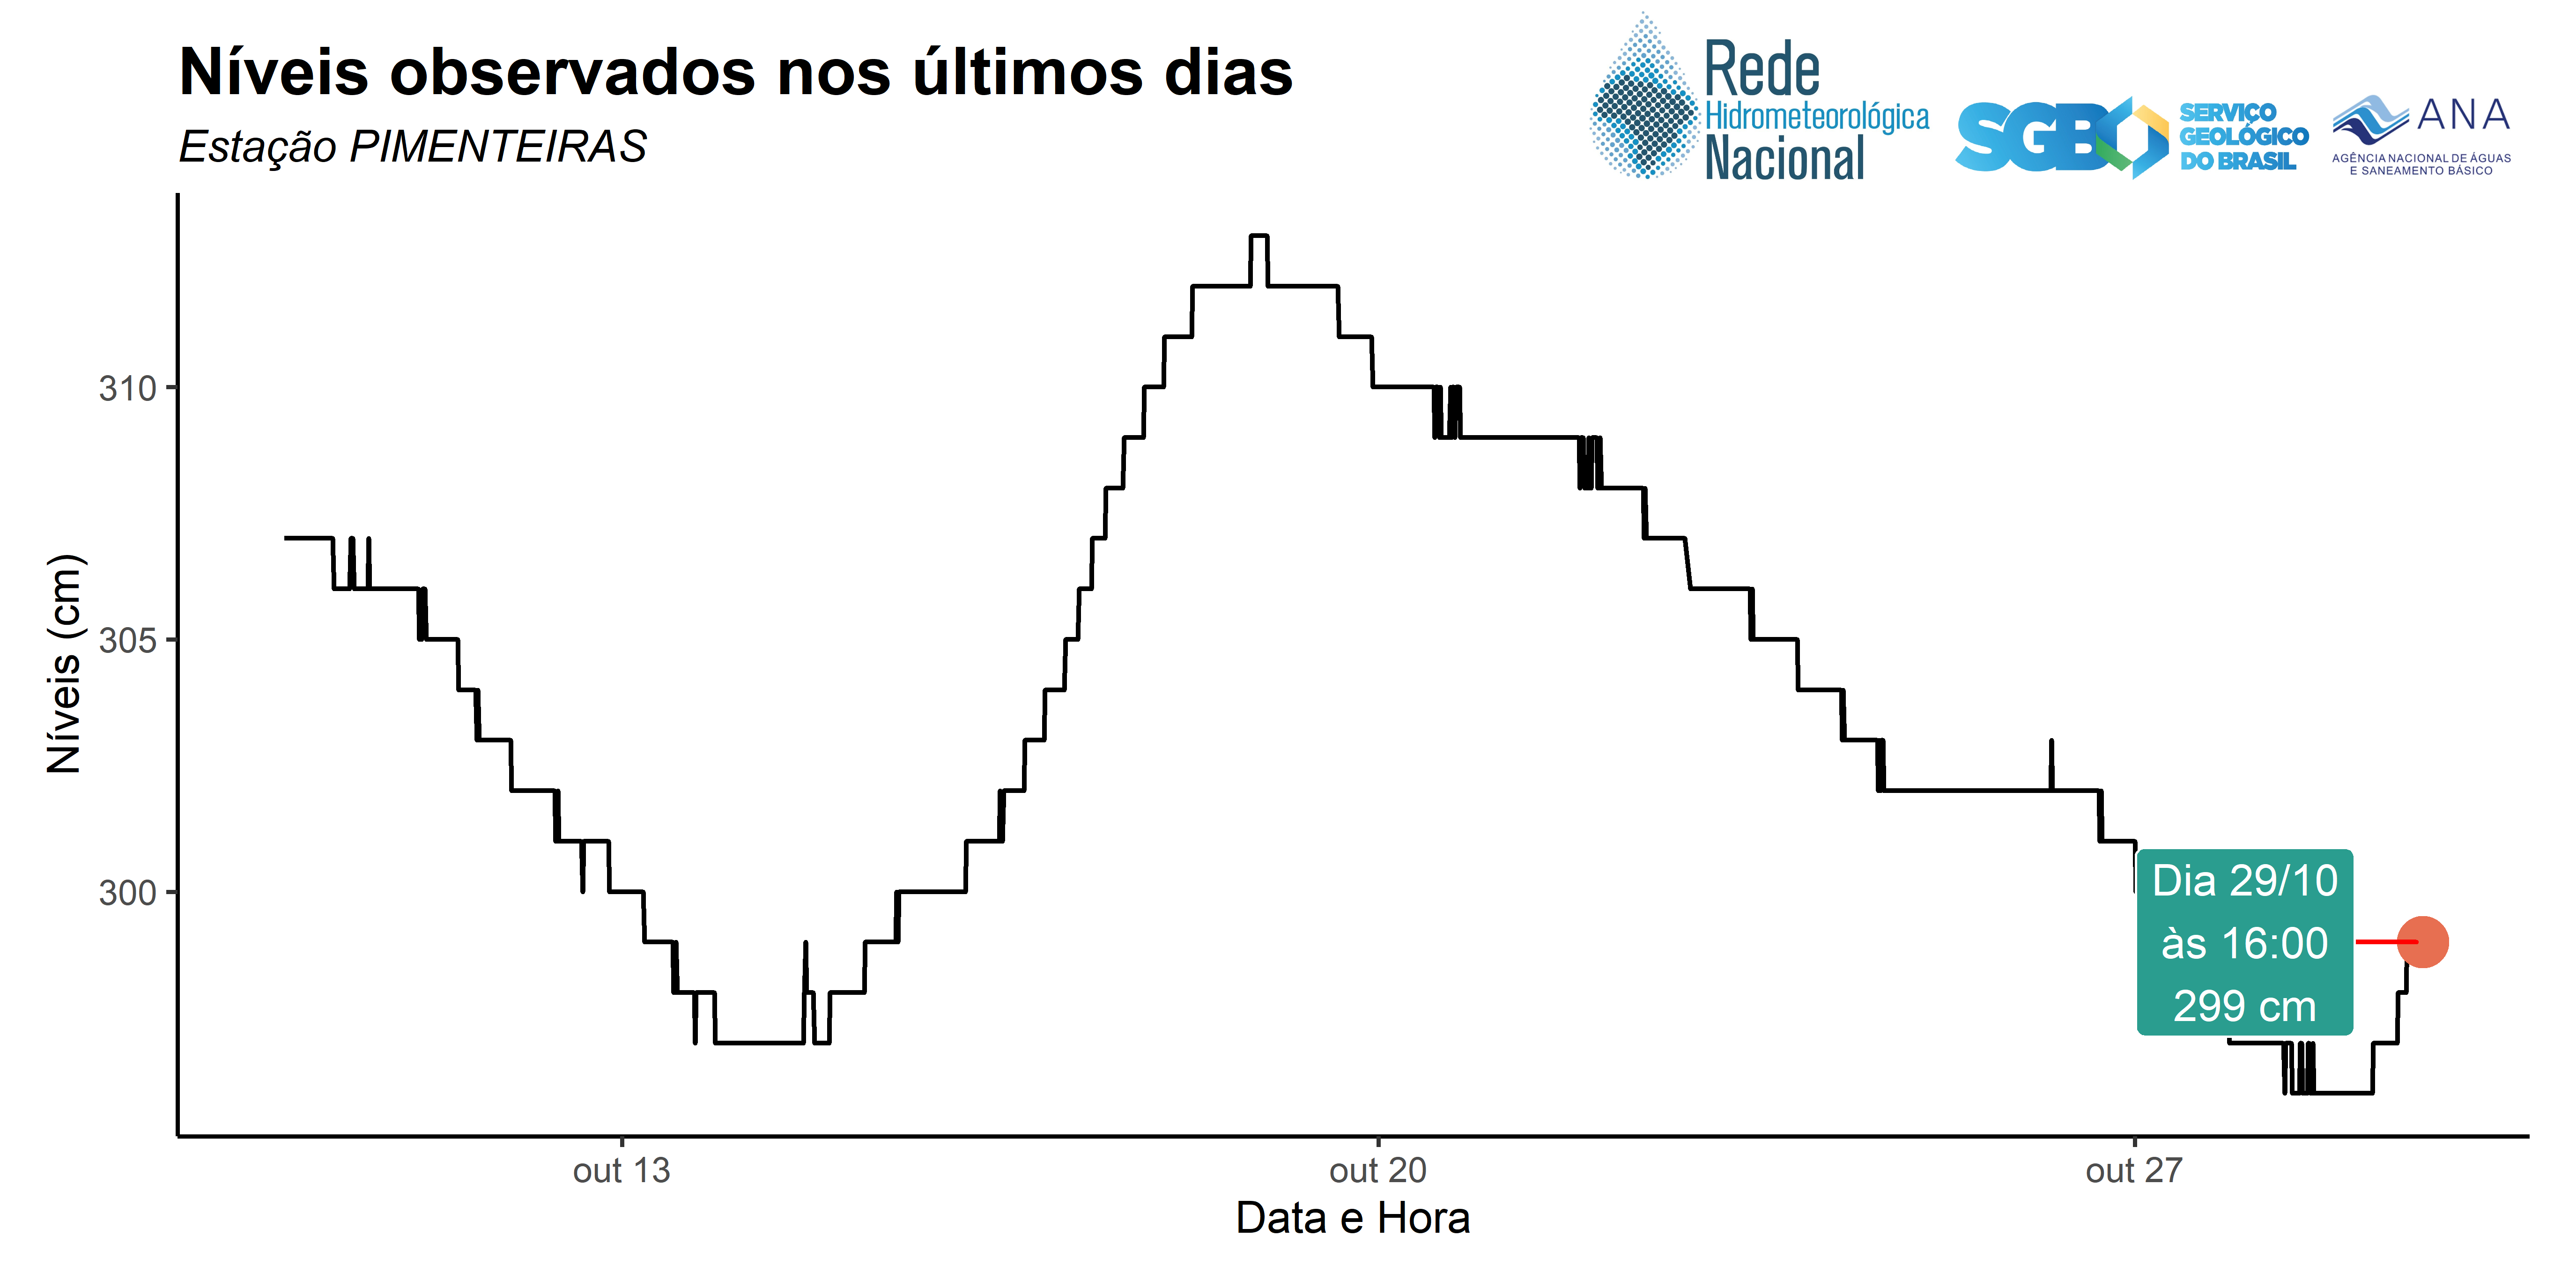 Níveis observados nos últimos dias
Estação PIMENTEIRAS
Rede
Hidrometeorológica
Nacional
SGB
SERVIÇO
GEOLÓGICO
DO BRASIL
ANA
AGÊNCIA NACIONAL DE ÁGUAS
E SANEAMENTO BÁSICO
Níveis (cm)
310
305
300
Dia 29/10
às 16:00
299 cm
out 13
out 20
out 27
Data e Hora